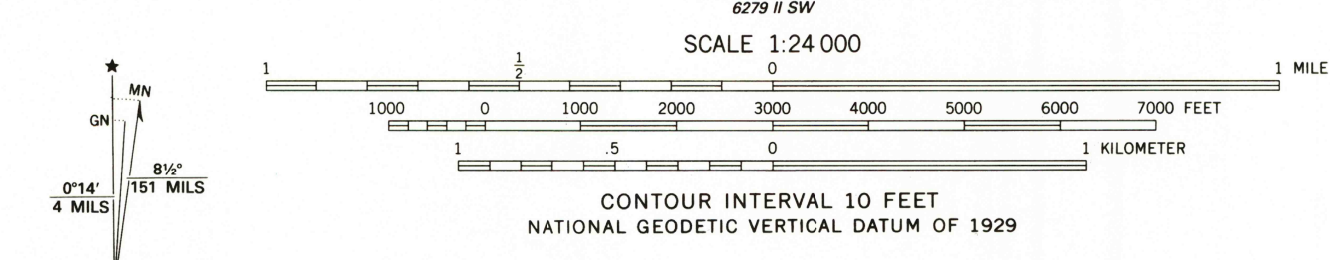 6279 II SW
SCALE 1:24 000
1 ½ 0 1 MILE
1000 0 1000 2000 3000 4000 5000 6000 7000 FEET
1 .5 0 1 KILOMETER
CONTOUR INTERVAL 10 FEET
NATIONAL GEODETIC VERTICAL DATUM OF 1929
★
MN
GN
8½°
151 MILS
0°14′
4 MILS